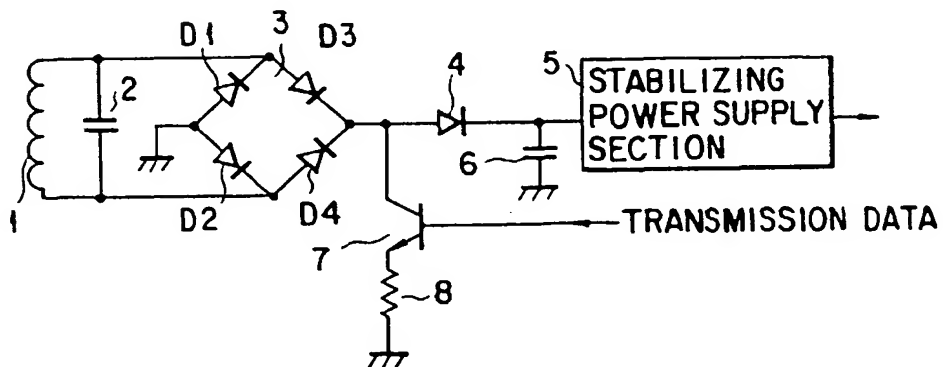 D1
3
D3
2
4
5
STABILIZING
POWER SUPPLY
SECTION
6
1
D2
D4
7
TRANSMISSION DATA
8